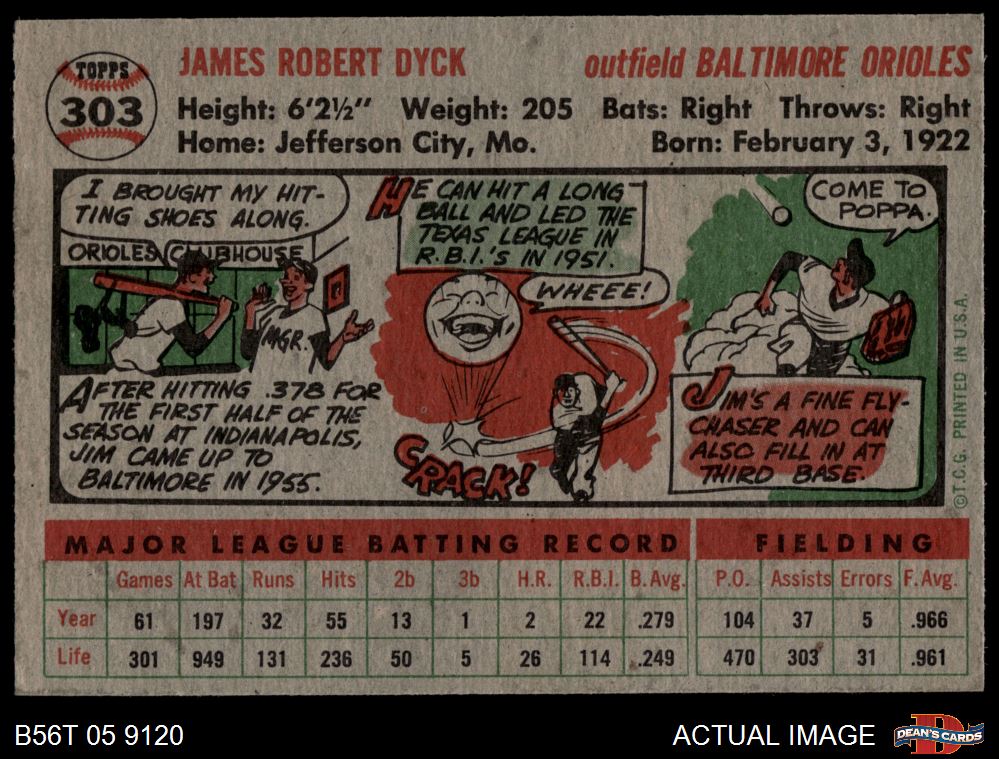 TOPPS
303
JAMES ROBERT DYCK
outfield BALTIMORE ORIOLES
Height: 6'2½" Weight: 205 Bats: Right Throws: Right
Home: Jefferson City, Mo. Born: February 3, 1922
I BROUGHT MY HIT-
TING SHOES ALONG.
ORIOLES CLUBHOUSE
MGR.
AFTER HITTING .378 FOR
THE FIRST HALF OF THE
SEASON AT INDIANAPOLIS,
JIM CAME UP TO
BALTIMORE IN 1955.
HE CAN HIT A LONG
BALL AND LED THE
TEXAS LEAGUE IN
R.B.I.'S IN 1951.
WHEEE!
CRACK!
COME TO
POPPA.
JIM'S A FINE FLY-
CHASER AND CAN
ALSO FILL IN AT
THIRD BASE.
©T.C.G. PRINTED IN U.S.A.
MAJOR LEAGUE BATTING RECORD FIELDING
Games At Bat Runs Hits 2b 3b H.R. R.B.I. B. Avg. P.O. Assists Errors F. Avg.
Year 61 197 32 55 13 1 2 22 .279 104 37 5 .966
Life 301 949 131 236 50 5 26 114 .249 470 303 31 .961
B56T 05 9120
ACTUAL IMAGE
D
DEAN'S CARDS